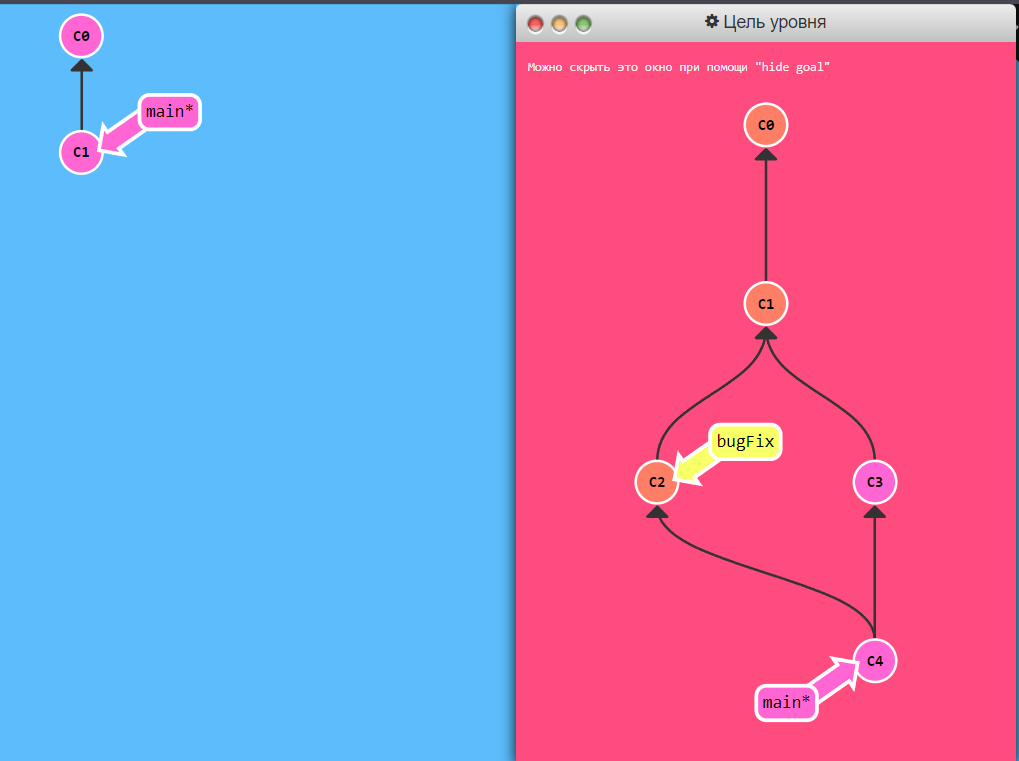 C0
main*
C1
Цель уровня
Можно скрыть это окно при помощи "hide goal"
C0
C1
bugFix
C2
C3
C4
main*